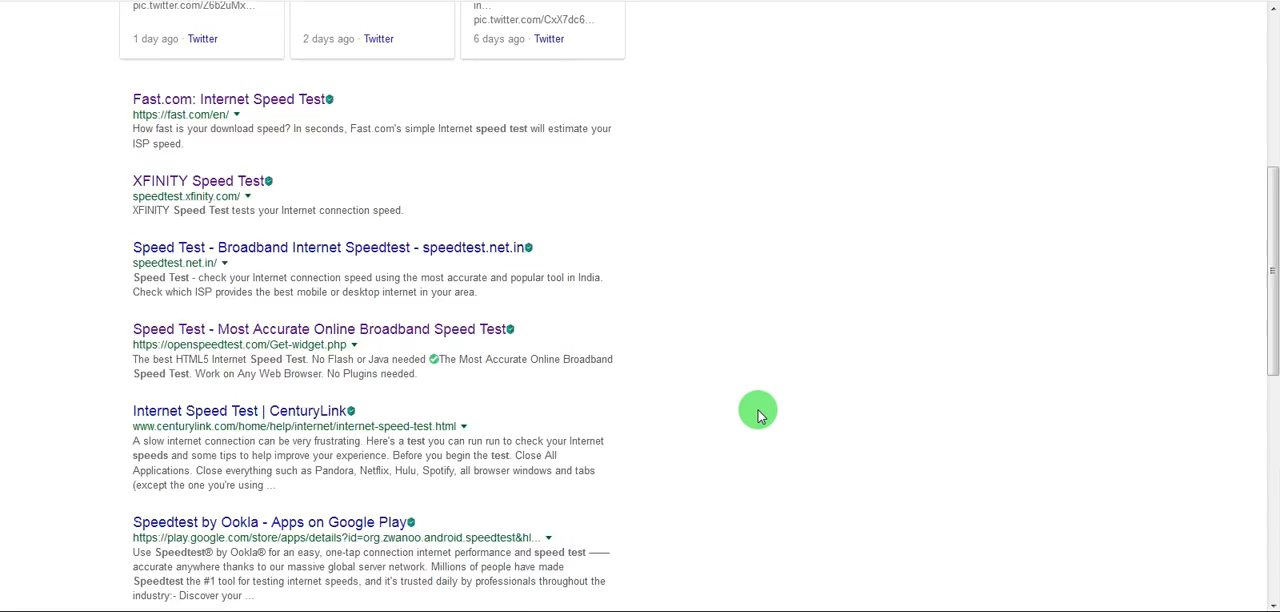 pic.twitter.com/Z6b2uMx...
in...
pic.twitter.com/CxX7dc6...
1 day ago · Twitter
2 days ago · Twitter
6 days ago · Twitter
Fast.com: Internet Speed Test
https://fast.com/en/
How fast is your download speed? In seconds, Fast.com's simple Internet speed test will estimate your
ISP speed.
XFINITY Speed Test
speedtest.xfinity.com/
XFINITY Speed Test tests your Internet connection speed.
Speed Test - Broadband Internet Speedtest - speedtest.net.in
speedtest.net.in/
Speed Test - check your Internet connection speed using the most accurate and popular tool in India.
Check which ISP provides the best mobile or desktop internet in your area.
Speed Test - Most Accurate Online Broadband Speed Test
https://openspeedtest.com/Get-widget.php
The best HTML5 Internet Speed Test. No Flash or Java needed ✅The Most Accurate Online Broadband
Speed Test. Work on Any Web Browser. No Plugins needed.
Internet Speed Test | CenturyLink
www.centurylink.com/home/help/internet/internet-speed-test.html
A slow internet connection can be very frustrating. Here's a test you can run run to check your Internet
speeds and some tips to help improve your experience. Before you begin the test. Close All
Applications. Close everything such as Pandora, Netflix, Hulu, Spotify, all browser windows and tabs
(except the one you're using ...
Speedtest by Ookla - Apps on Google Play
https://play.google.com/store/apps/details?id=org.zwanoo.android.speedtest&hl...
Use Speedtest® by Ookla® for an easy, one-tap connection internet performance and speed test ——
accurate anywhere thanks to our massive global server network. Millions of people have made
Speedtest the #1 tool for testing internet speeds, and it's trusted daily by professionals throughout the
industry:- Discover your ...